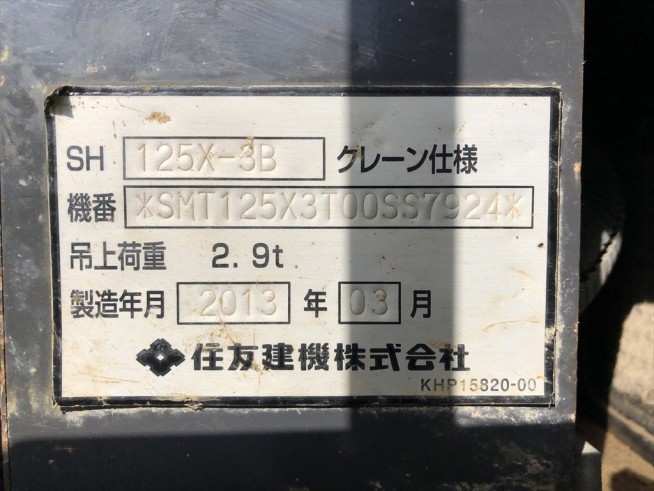 SH 125X-3B クレーン仕様
機番 *SMT125X3T00SS7924*
吊上荷重 2.9t
製造年月 2013 年 03 月
住友建機株式会社
KHP15820-00